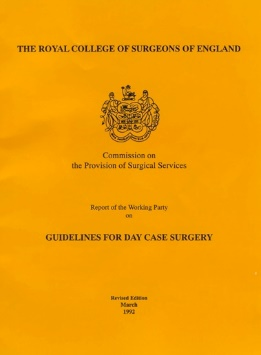 THE ROYAL COLLEGE OF SURGEONS OF ENGLAND
Commission on
the Provision of Surgical Services
Report of the Working Party
on
GUIDELINES FOR DAY CASE SURGERY
Revised Edition
March
1992